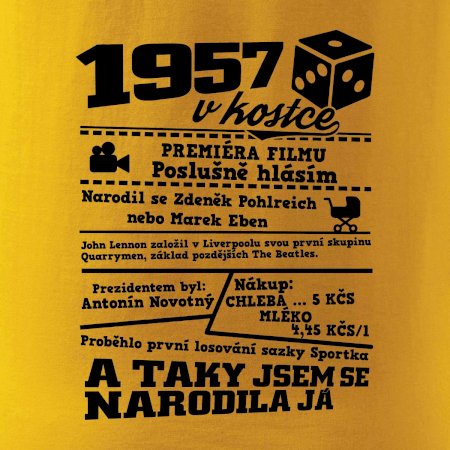 1957
v kostce
PREMIÉRA FILMU
Poslušně hlásím
Narodil se Zdeněk Pohlreich
nebo Marek Eben
John Lennon založil v Liverpoolu svou první skupinu
Quarrymen, základ pozdějších The Beatles.
Prezidentem byl:
Antonín Novotný
Nákup:
CHLEBA ... 5 KČS
MLÉKO
4,45 KČS/l
Proběhlo první losování sazky Sportka
A TAKY JSEM SE
NARODILA JÁ